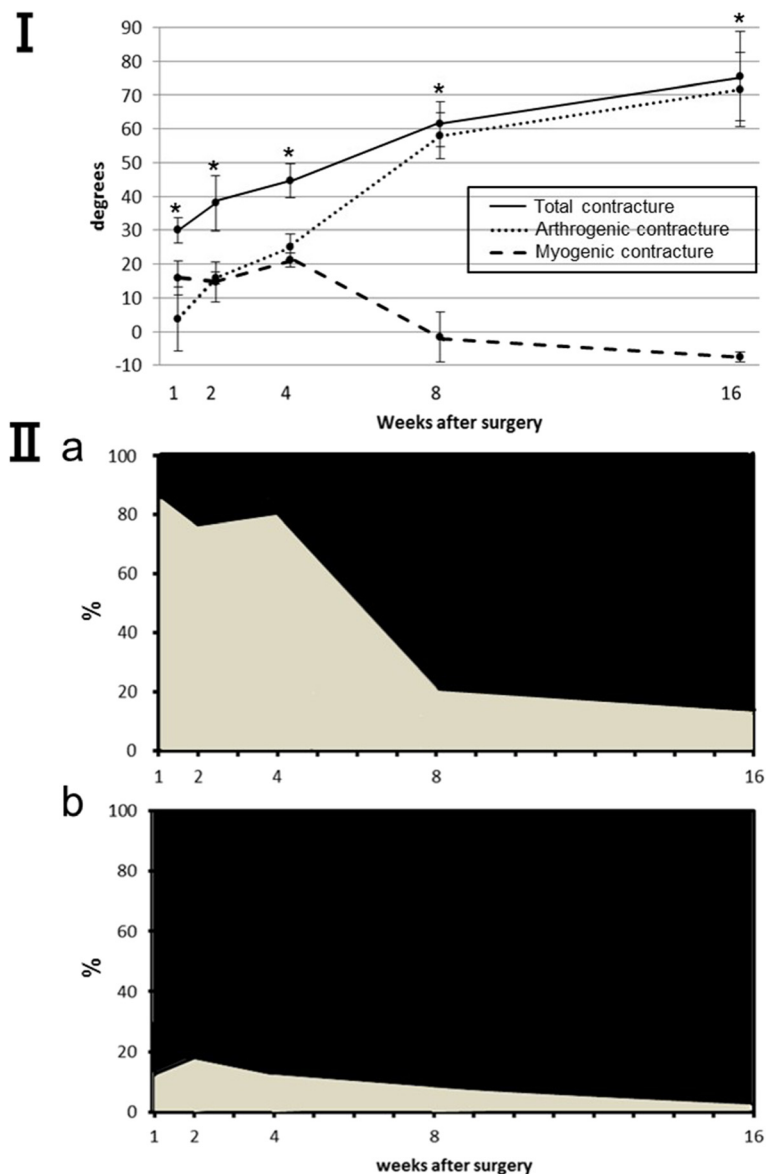 I
degrees
90
80
70
60
50
40
30
20
10
0
-10
* * * * *
Total contracture
Arthrogenic contracture
Myogenic contracture
1 2 4 8 16
Weeks after surgery
II a
%
100
80
60
40
20
0
1 2 4 8 16
b
%
100
80
60
40
20
0
1 2 4 8 16
weeks after surgery